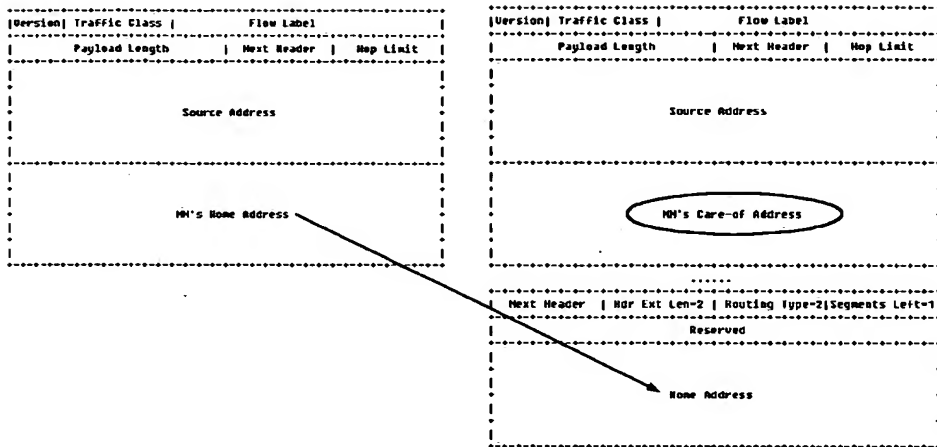 |Version| Traffic Class | Flow Label |
| Payload Length | Next Header | Hop Limit |
Source Address
MN's Home Address
|Version| Traffic Class | Flow Label
| Payload Length | Next Header | Hop Limit
Source Address
MN's Care-of Address
......
| Next Header | Hdr Ext Len=2 | Routing Type=2|Segments Left=1
Reserved
Home Address